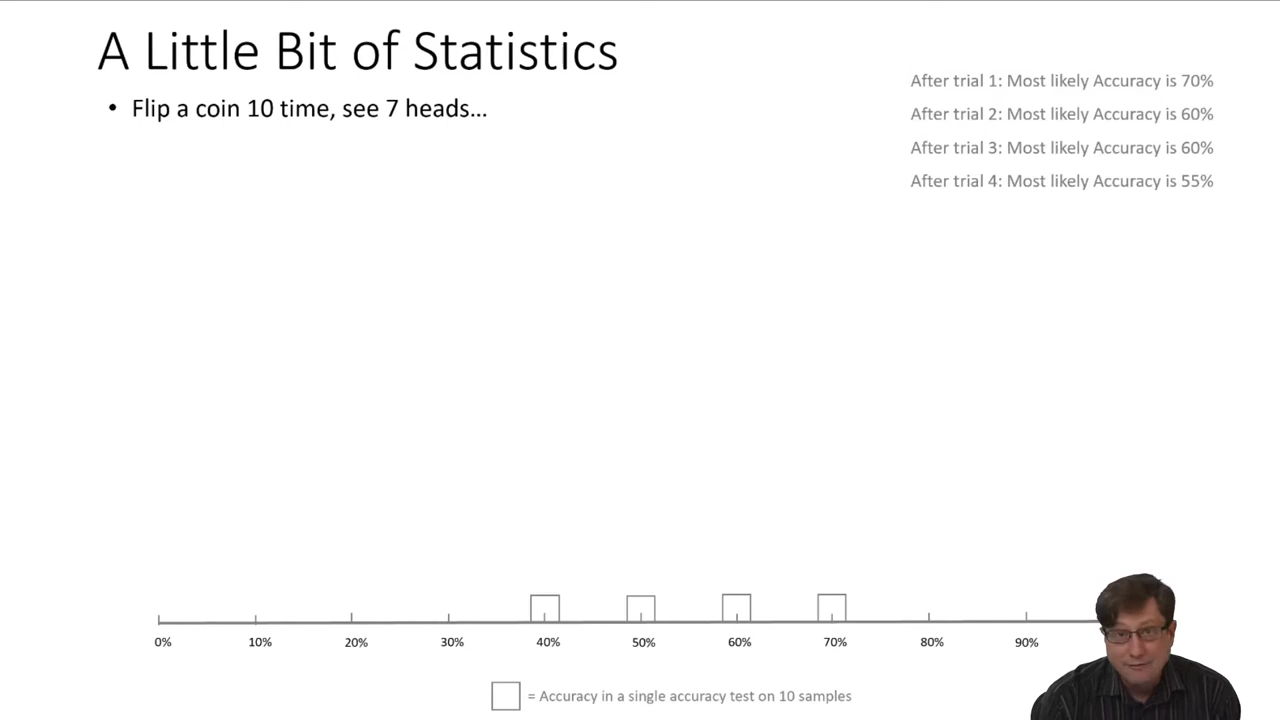 A Little Bit of Statistics
• Flip a coin 10 time, see 7 heads...
After trial 1: Most likely Accuracy is 70%
After trial 2: Most likely Accuracy is 60%
After trial 3: Most likely Accuracy is 60%
After trial 4: Most likely Accuracy is 55%
0% 10% 20% 30% 40% 50% 60% 70% 80% 90%
= Accuracy in a single accuracy test on 10 samples